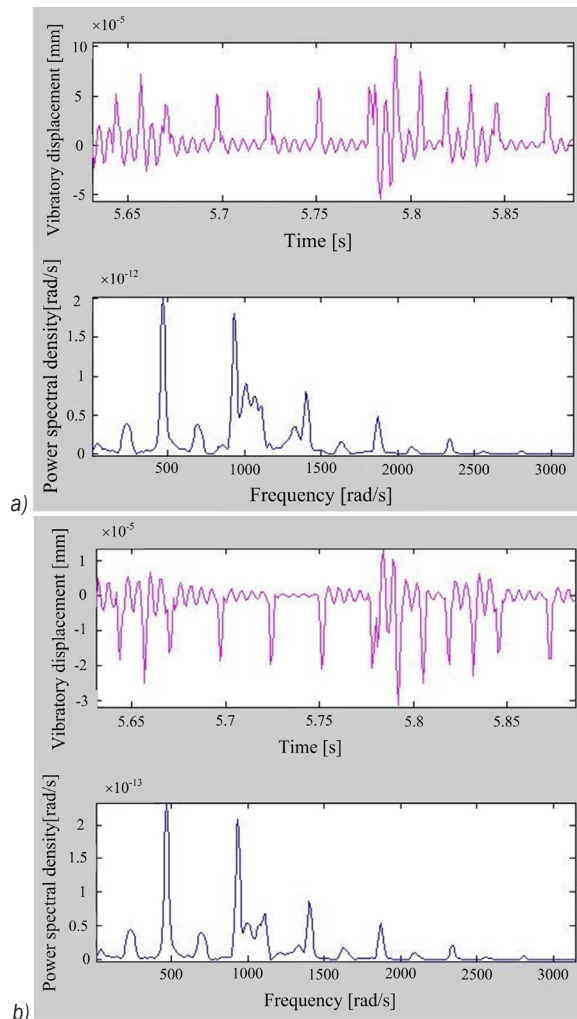 ×10-5
Vibratory displacement [mm]
10
5
0
-5
5.65 5.7 5.75 5.8 5.85
Time [s]
×10-12
Power spectral density[rad/s]
2
1.5
1
0.5
0
500 1000 1500 2000 2500 3000
Frequency [rad/s]
a)
×10-5
Vibratory displacement [mm]
1
0
-1
-2
-3
5.65 5.7 5.75 5.8 5.85
Time [s]
×10-13
Power spectral density[rad/s]
2
1.5
1
0.5
0
500 1000 1500 2000 2500 3000
Frequency [rad/s]
b)